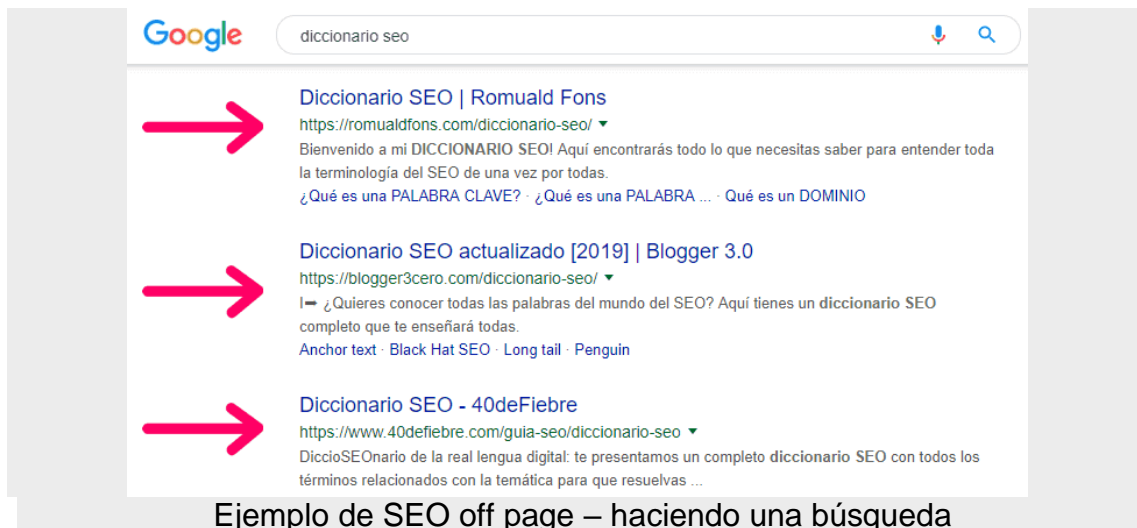 Google
diccionario seo
Diccionario SEO | Romuald Fons
https://romualdfons.com/diccionario-seo/ ▼
Bienvenido a mi DICCIONARIO SEO! Aquí encontrarás todo lo que necesitas saber para entender toda
la terminología del SEO de una vez por todas.
¿Qué es una PALABRA CLAVE? · ¿Qué es una PALABRA ... · Qué es un DOMINIO
Diccionario SEO actualizado [2019] | Blogger 3.0
https://blogger3cero.com/diccionario-seo/ ▼
I➡ ¿Quieres conocer todas las palabras del mundo del SEO? Aquí tienes un diccionario SEO
completo que te enseñará todas.
Anchor text · Black Hat SEO · Long tail · Penguin
Diccionario SEO - 40deFiebre
https://www.40defiebre.com/guia-seo/diccionario-seo ▼
DiccioSEOnario de la real lengua digital: te presentamos un completo diccionario SEO con todos los
términos relacionados con la temática para que resuelvas ...
Ejemplo de SEO off page – haciendo una búsqueda